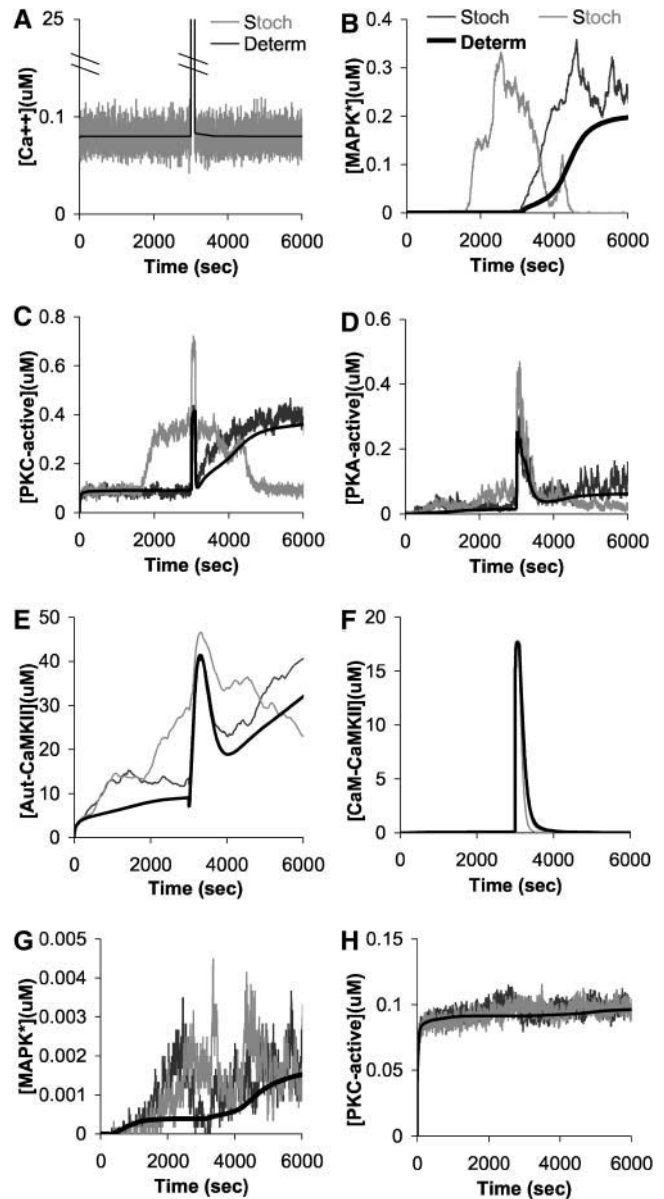 A
25
Stoch
Determ
0.1
0
[Ca++](uM)
0 2000 4000 6000
Time (sec)
B
Stoch
Stoch
Determ
0.4
0.3
0.2
0.1
0
[MAPK*](uM)
0 2000 4000 6000
Time (sec)
C
0.8
0.6
0.4
0.2
0
[PKC-active](uM)
0 2000 4000 6000
Time (sec)
D
0.6
0.4
0.2
0
[PKA-active](uM)
0 2000 4000 6000
Time (sec)
E
50
40
30
20
10
0
[Aut-CaMKII](uM)
0 2000 4000 6000
Time (sec)
F
20
15
10
5
0
[CaM-CaMKII](uM)
0 2000 4000 6000
Time (sec)
G
0.005
0.004
0.003
0.002
0.001
0
[MAPK*](uM)
0 2000 4000 6000
Time (sec)
H
0.15
0.1
0.05
0
[PKC-active](uM)
0 2000 4000 6000
Time (sec)